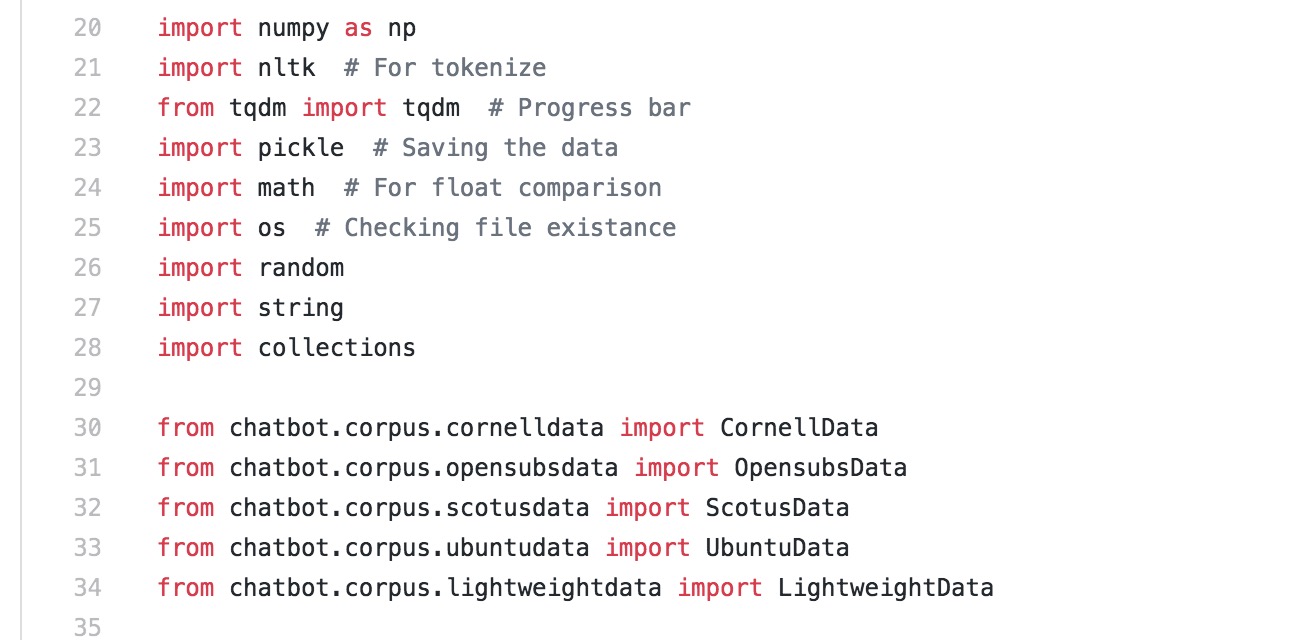 20 import numpy as np
21 import nltk  # For tokenize
22 from tqdm import tqdm  # Progress bar
23 import pickle  # Saving the data
24 import math  # For float comparison
25 import os  # Checking file existance
26 import random
27 import string
28 import collections
29
30 from chatbot.corpus.cornelldata import CornellData
31 from chatbot.corpus.opensubsdata import OpensubsData
32 from chatbot.corpus.scotusdata import ScotusData
33 from chatbot.corpus.ubuntudata import UbuntuData
34 from chatbot.corpus.lightweightdata import LightweightData
35